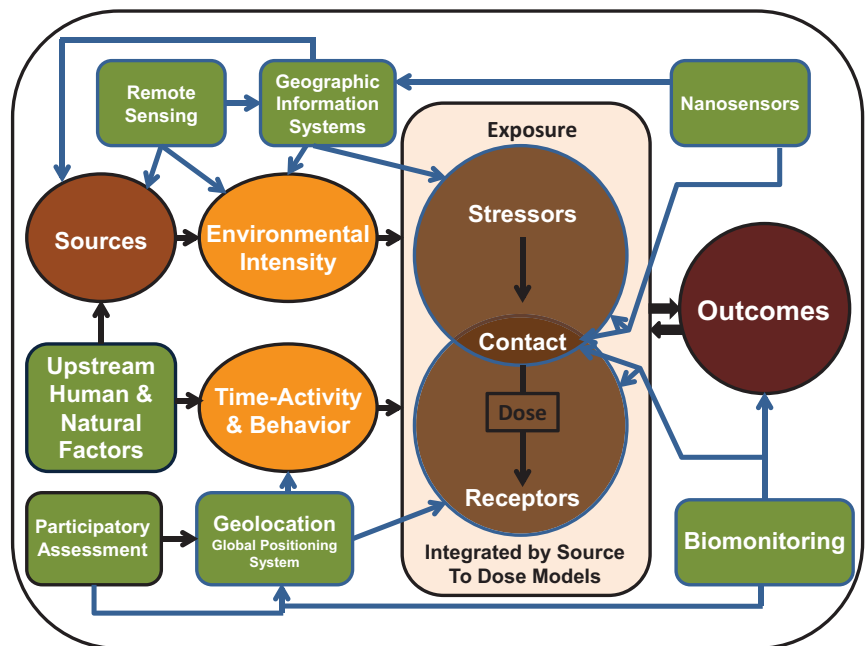 Remote
Sensing
Geographic
Information
Systems
Nanosensors
Exposure
Sources
Environmental
Intensity
Stressors
Outcomes
Contact
Upstream
Human &
Natural
Factors
Time-Activity
& Behavior
Dose
Receptors
Participatory
Assessment
Geolocation
Global Positioning
System
Integrated by Source
To Dose Models
Biomonitoring